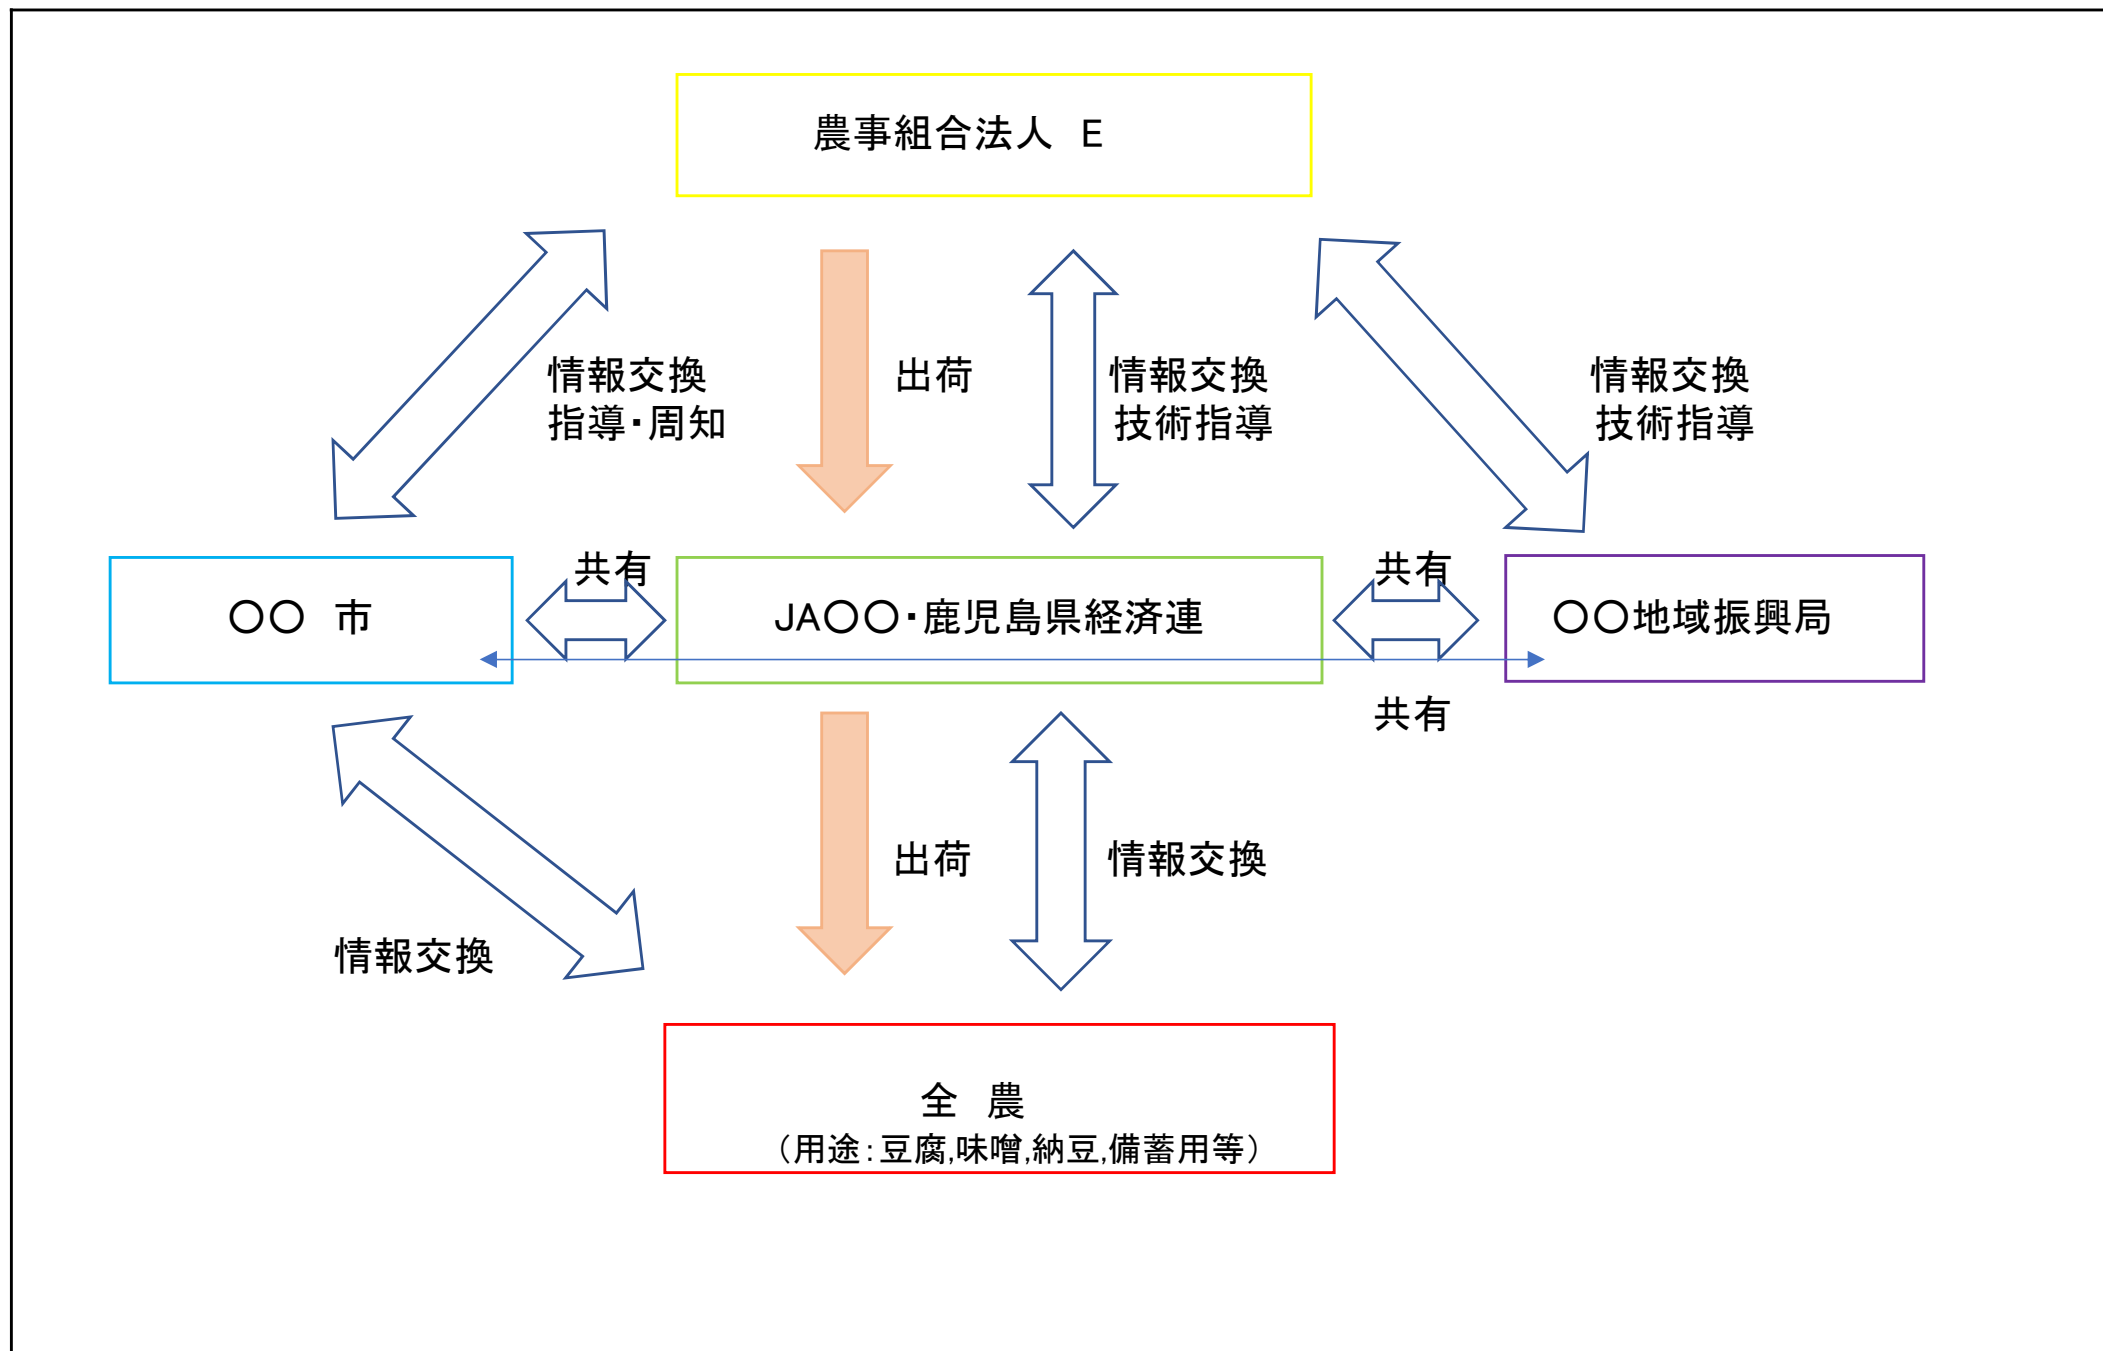 農事組合法人　E
情報交換
指導・周知
出荷
情報交換
技術指導
情報交換
技術指導
共有
共有
〇〇　市
JA〇〇・鹿児島県経済連
〇〇地域振興局
共有
出荷
情報交換
情報交換
全　農
（用途：豆腐,味噌,納豆,備蓄用等）